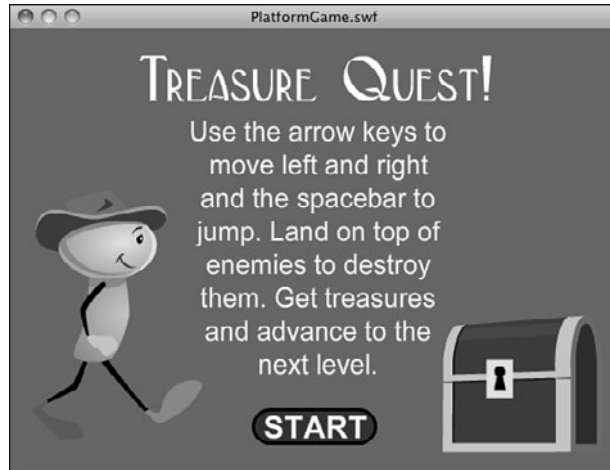 PlatformGame.swf
TREASURE QUEST!
Use the arrow keys to
move left and right
and the spacebar to
jump. Land on top of
enemies to destroy
them. Get treasures
and advance to the
next level.
START